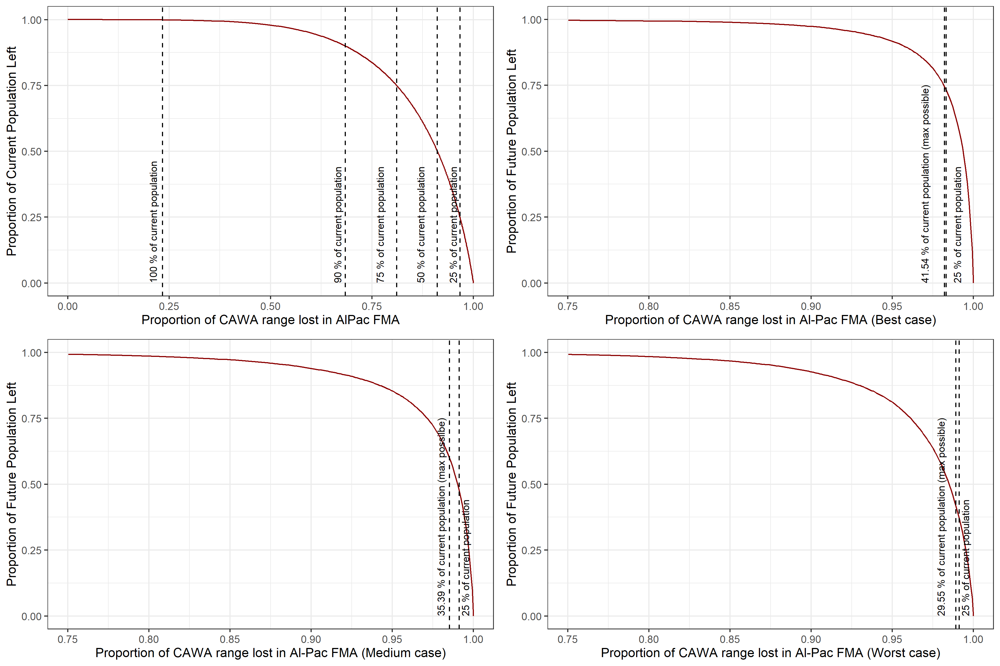 Proportion of Current Population Left
1.00
0.75
0.50
0.25
0.00
100 % of current population
90 % of current population
75 % of current population
50 % of current population
25 % of current population
0.00 0.25 0.50 0.75 1.00
Proportion of CAWA range lost in AlPac FMA
Proportion of Future Population Left
1.00
0.75
0.50
0.25
0.00
41.54 % of current population (max possible)
25 % of current population
0.75 0.80 0.85 0.90 0.95 1.00
Proportion of CAWA range lost in Al-Pac FMA (Best case)
Proportion of Future Population Left
1.00
0.75
0.50
0.25
0.00
35.39 % of current population (max possilbe)
25 % of current population
0.75 0.80 0.85 0.90 0.95 1.00
Proportion of CAWA range lost in Al-Pac FMA (Medium case)
Proportion of Future Population Left
1.00
0.75
0.50
0.25
0.00
29.55 % of current population (max possible)
25 % of current population
0.75 0.80 0.85 0.90 0.95 1.00
Proportion of CAWA range lost in Al-Pac FMA (Worst case)